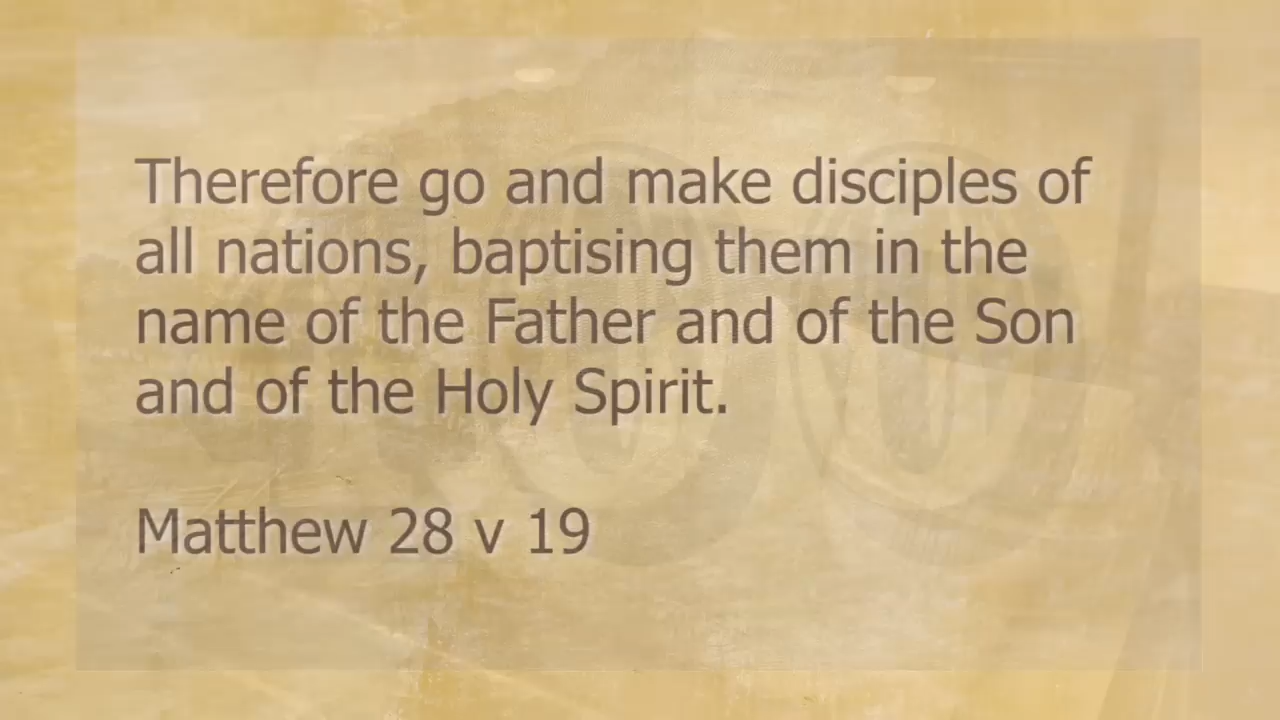 Therefore go and make disciples of
all nations, baptising them in the
name of the Father and of the Son
and of the Holy Spirit.
Matthew 28 v 19